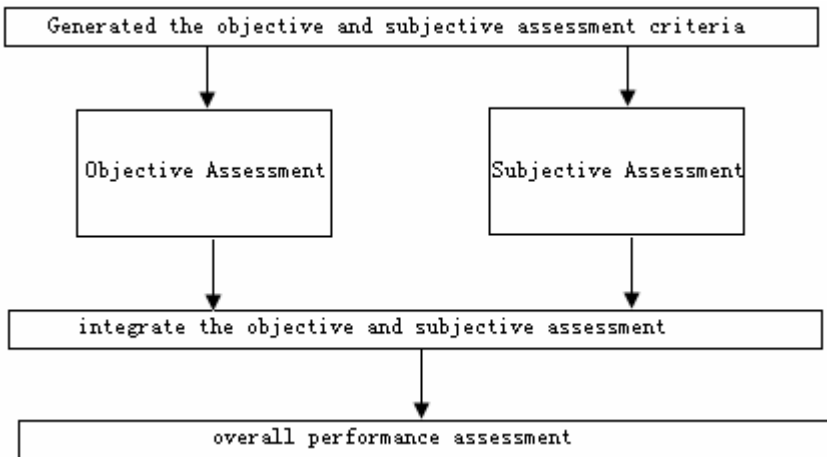 Generated the objective and subjective assessment criteria
Objective Assessment
Subjective Assessment
integrate the objective and subjective assessment
overall performance assessment